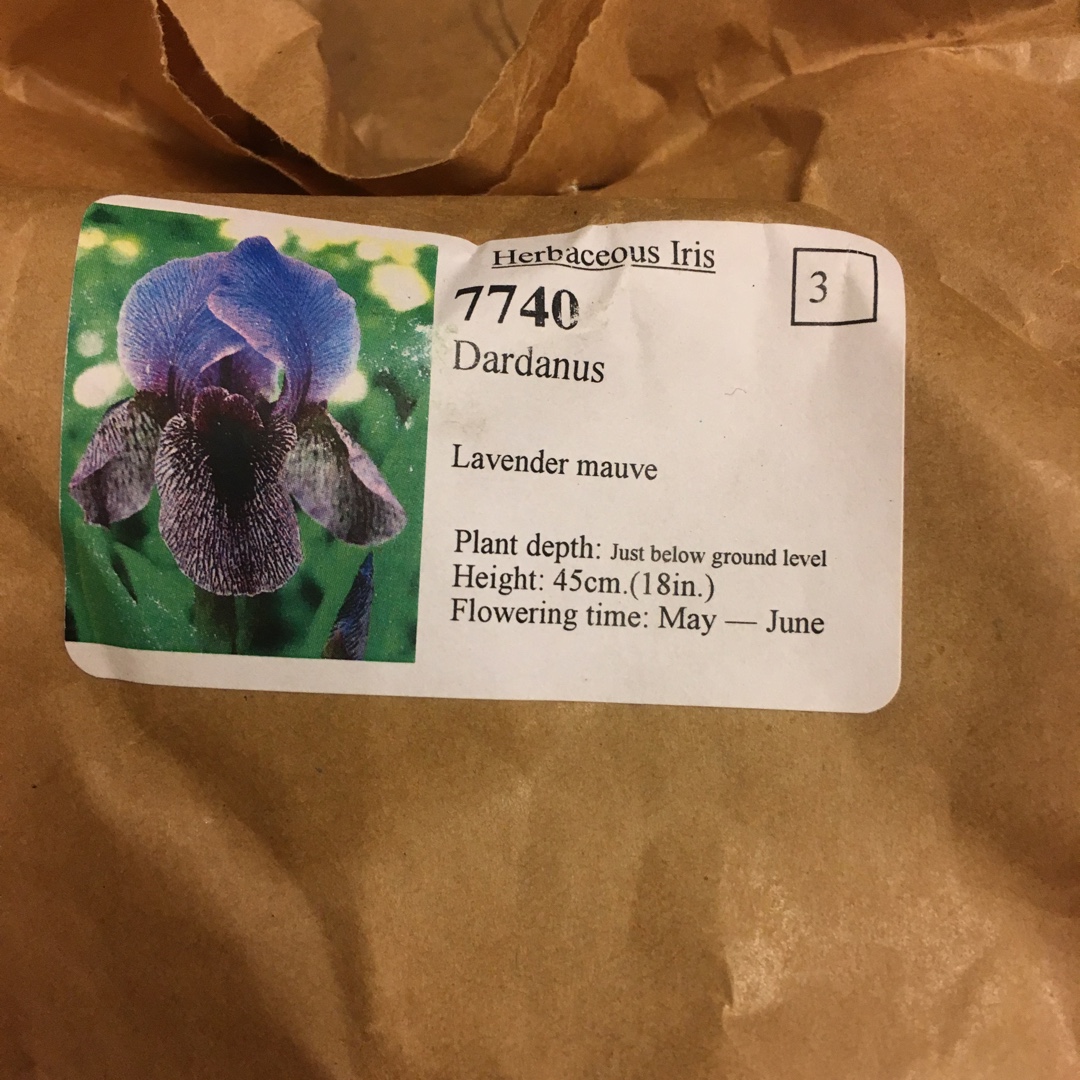 Herbaceous Iris
3
7740
Dardanus
Lavender mauve
Plant depth: Just below ground level
Height: 45cm.(18in.)
Flowering time: May — June